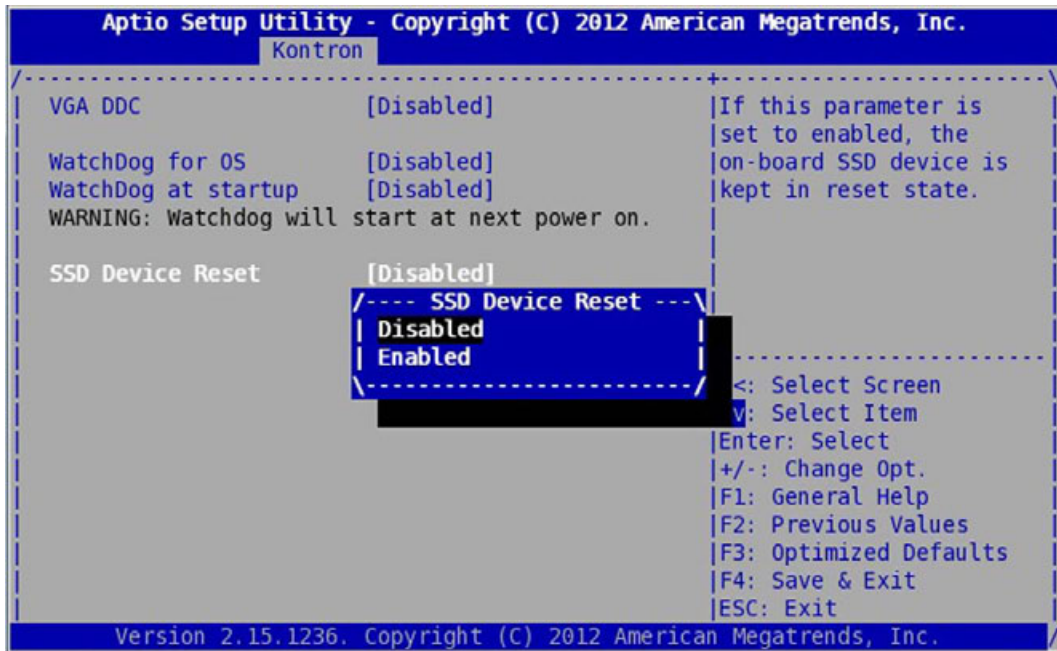 Aptio Setup Utility - Copyright (C) 2012 American Megatrends, Inc.
Kontron
/----------------------------------------------------+-------------------------\
| VGA DDC [Disabled] |If this parameter is
| |set to enabled, the
| WatchDog for OS [Disabled] |on-board SSD device is
| WatchDog at startup [Disabled] |kept in reset state.
| WARNING: Watchdog will start at next power on. |
| SSD Device Reset [Disabled] |
/---- SSD Device Reset ---\
| Disabled |
| Enabled |
\-------------------------/
<: Select Screen
v: Select Item
|Enter: Select
|+/-: Change Opt.
|F1: General Help
|F2: Previous Values
|F3: Optimized Defaults
|F4: Save & Exit
|ESC: Exit
Version 2.15.1236. Copyright (C) 2012 American Megatrends, Inc.